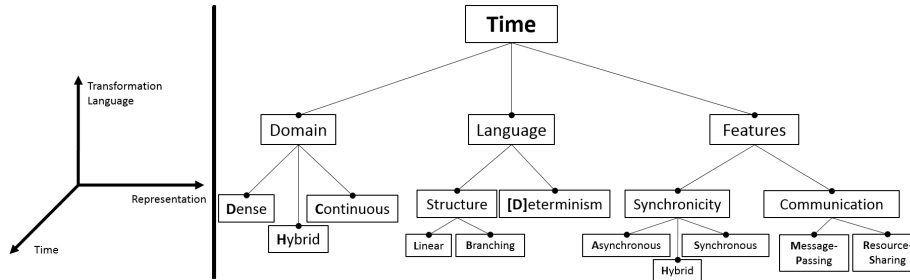 Transformation
Language
Representation
Time
Time
Domain
Language
Features
Dense
Hybrid
Continuous
Structure
[D]eterminism
Synchronicity
Communication
Linear
Branching
Asynchronous
Hybrid
Synchronous
Message-
Passing
Resource-
Sharing